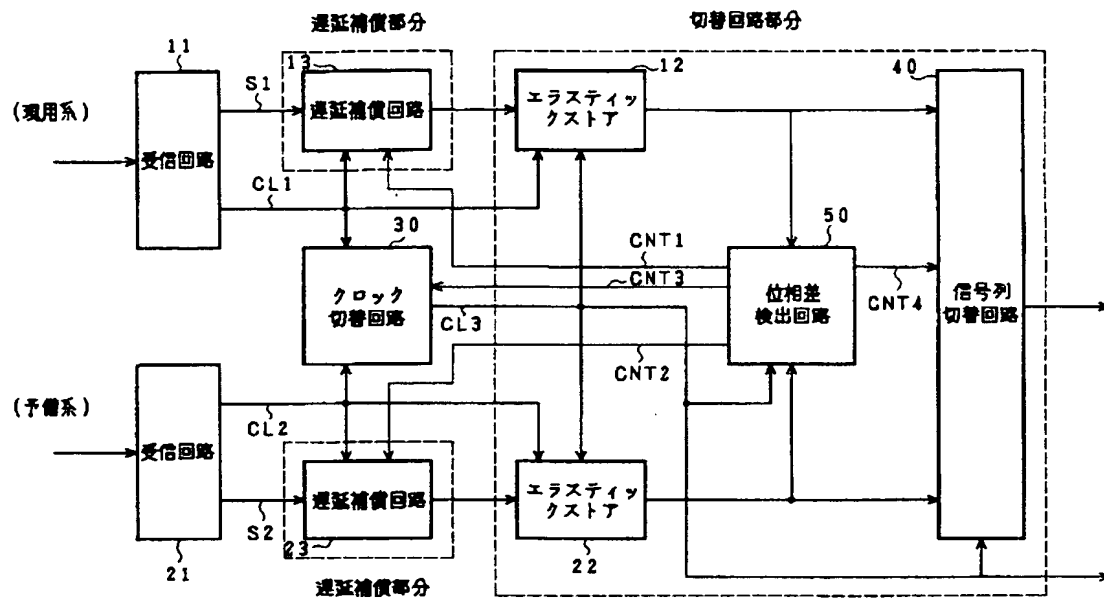 遅延補償部分
切替回路部分
11
13
12
40
S1
(現用系)
遅延補償回路
エラスティッ
クストア
受信回路
CL1
30
50
CNT1
CNT3
クロック
切替回路
位相差
検出回路
信号列
切替回路
CNT4
CL3
CNT2
(予備系)
CL2
受信回路
遅延補償回路
エラスティッ
クストア
S2
23
21
22
遅延補償部分